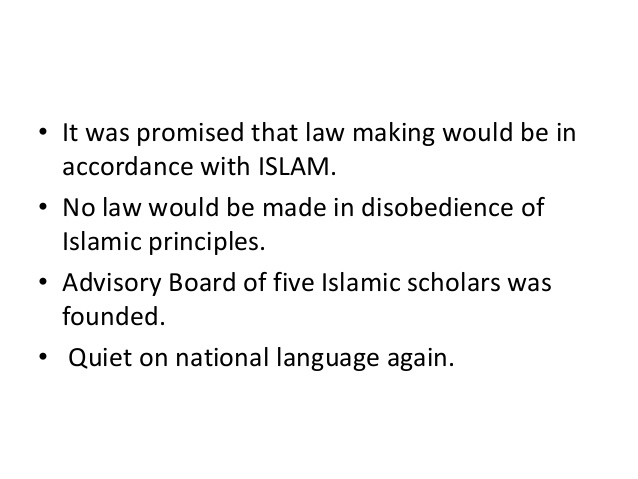 • It was promised that law making would be in
accordance with ISLAM.
• No law would be made in disobedience of
Islamic principles.
• Advisory Board of five Islamic scholars was
founded.
• Quiet on national language again.